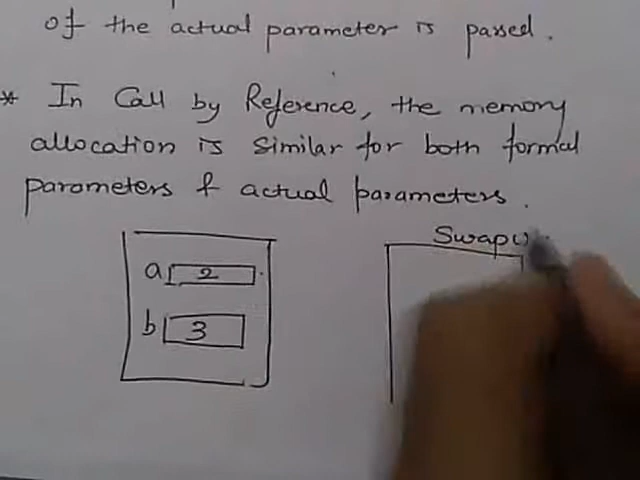 of the actual parameter is passed.
* In Call by Reference, the memory
allocation is similar for both formal
parameters & actual parameters.
Swap
a 2
b 3